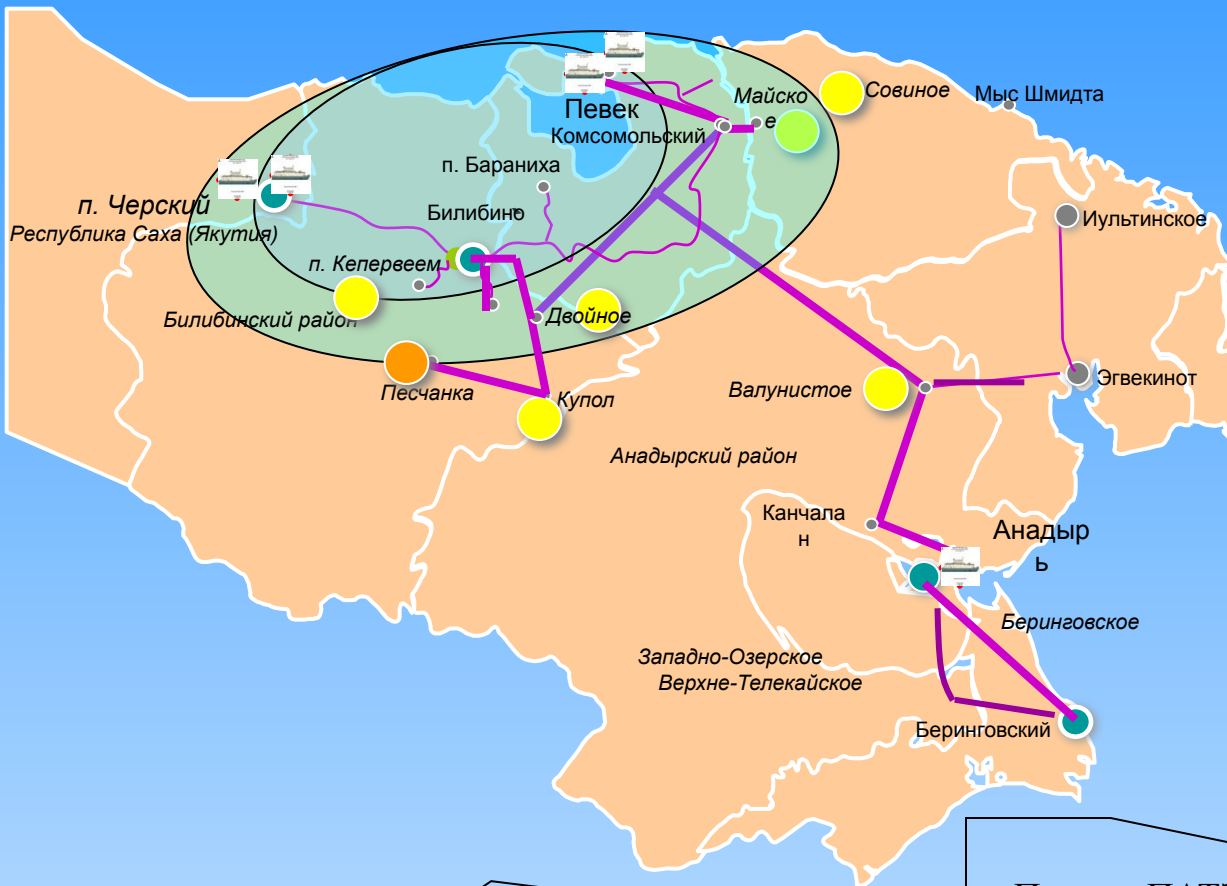 Певек
Комсомольский
Майско
е
Совиное
Мыс Шмидта
п. Бараниха
Билибино
п. Черский
Республика Саха (Якутия)
п. Кепервеем
Билибинский район
Двойное
Иультинское
Эгвекинот
Песчанка
Купол
Валунистое
Анадырский район
Канчала
н
Анадыр
ь
Беринговское
Западно-Озерское
Верхне-Телекайское
Беринговский